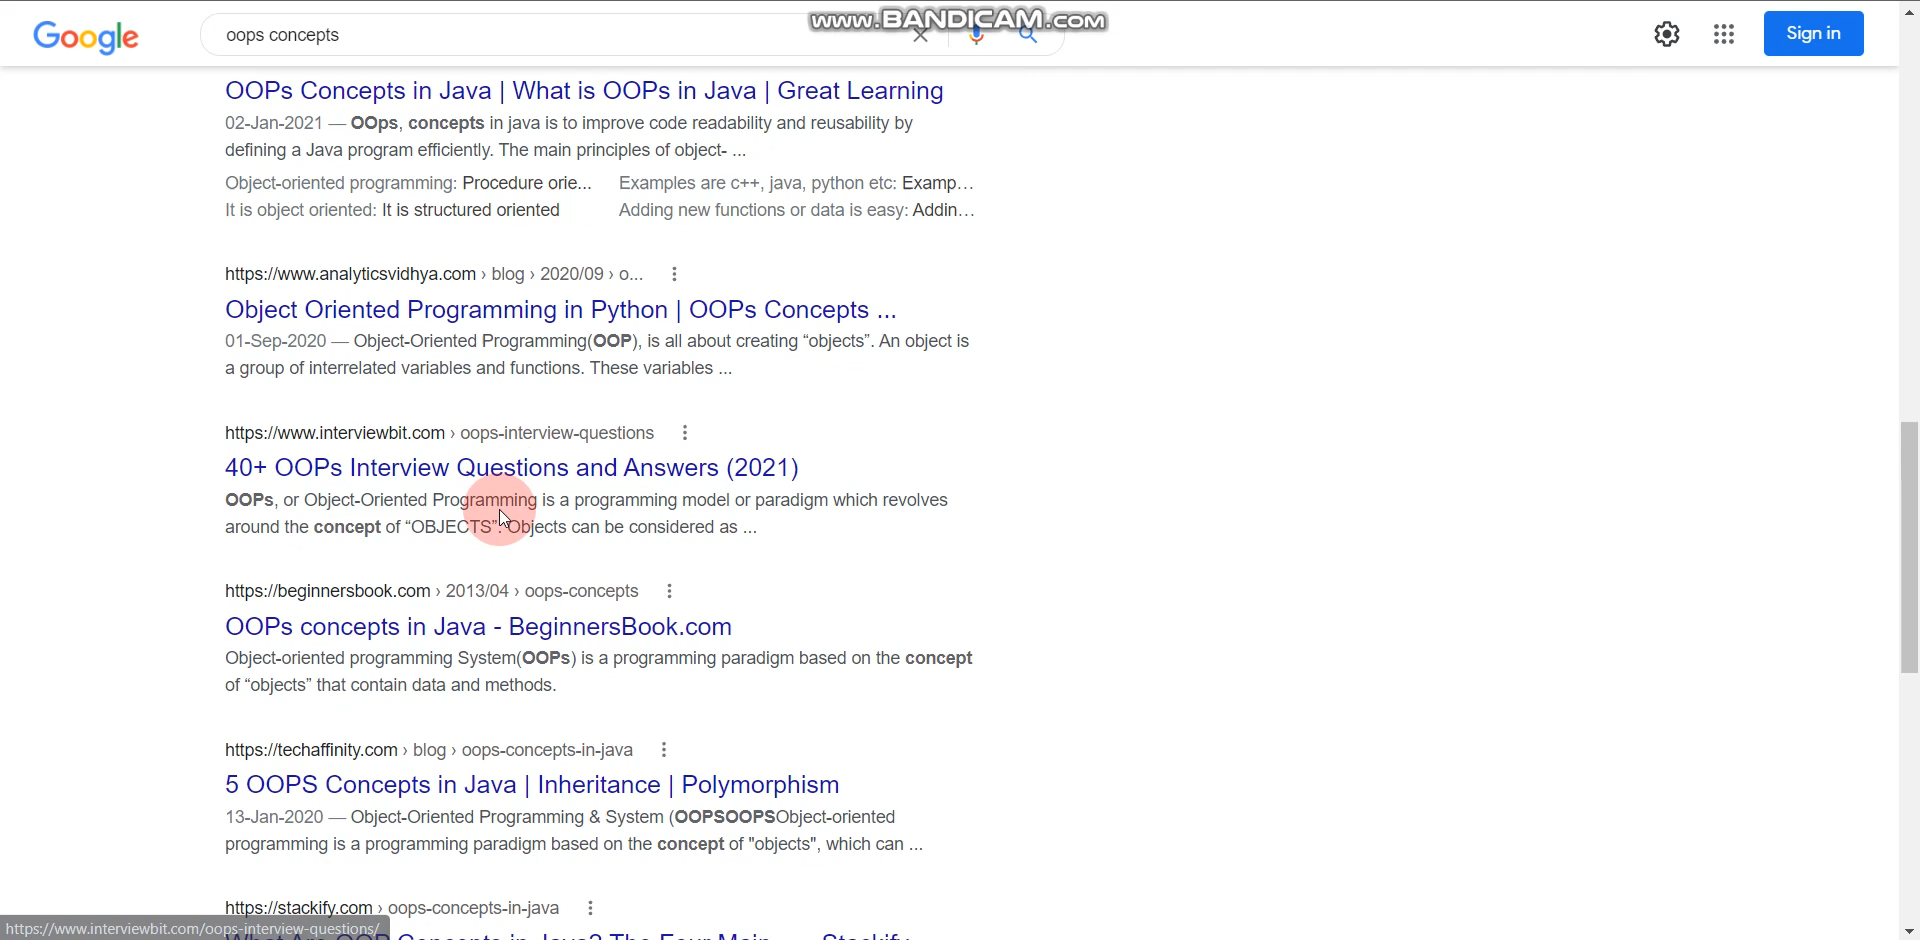 www.BANDICAM.com
Google
oops concepts
Sign in
OOPs Concepts in Java | What is OOPs in Java | Great Learning
02-Jan-2021 — OOps, concepts in java is to improve code readability and reusability by
defining a Java program efficiently. The main principles of object- ...
Object-oriented programming: Procedure orie... Examples are c++, java, python etc: Examp...
It is object oriented: It is structured oriented Adding new functions or data is easy: Addin...
https://www.analyticsvidhya.com › blog › 2020/09 › o...
Object Oriented Programming in Python | OOPs Concepts ...
01-Sep-2020 — Object-Oriented Programming(OOP), is all about creating “objects”. An object is
a group of interrelated variables and functions. These variables ...
https://www.interviewbit.com › oops-interview-questions
40+ OOPs Interview Questions and Answers (2021)
OOPs, or Object-Oriented Programming is a programming model or paradigm which revolves
around the concept of “OBJECTS”. Objects can be considered as ...
https://beginnersbook.com › 2013/04 › oops-concepts
OOPs concepts in Java - BeginnersBook.com
Object-oriented programming System(OOPs) is a programming paradigm based on the concept
of “objects” that contain data and methods.
https://techaffinity.com › blog › oops-concepts-in-java
5 OOPS Concepts in Java | Inheritance | Polymorphism
13-Jan-2020 — Object-Oriented Programming & System (OOPSOOPSObject-oriented
programming is a programming paradigm based on the concept of "objects", which can ...
https://stackify.com › oops-concepts-in-java
https://www.interviewbit.com/oops-interview-questions/
What Are OOP Concepts in Java? The Four Main ... - Stackify